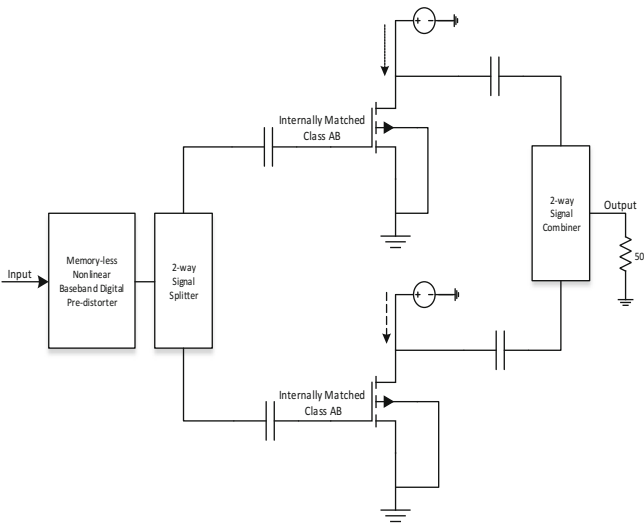 Internally Matched
Class AB
Input
Memory-less
Nonlinear
Baseband Digital
Pre-distorter
2-way
Signal
Splitter
2-way
Signal
Combiner
Output
50
Internally Matched
Class AB